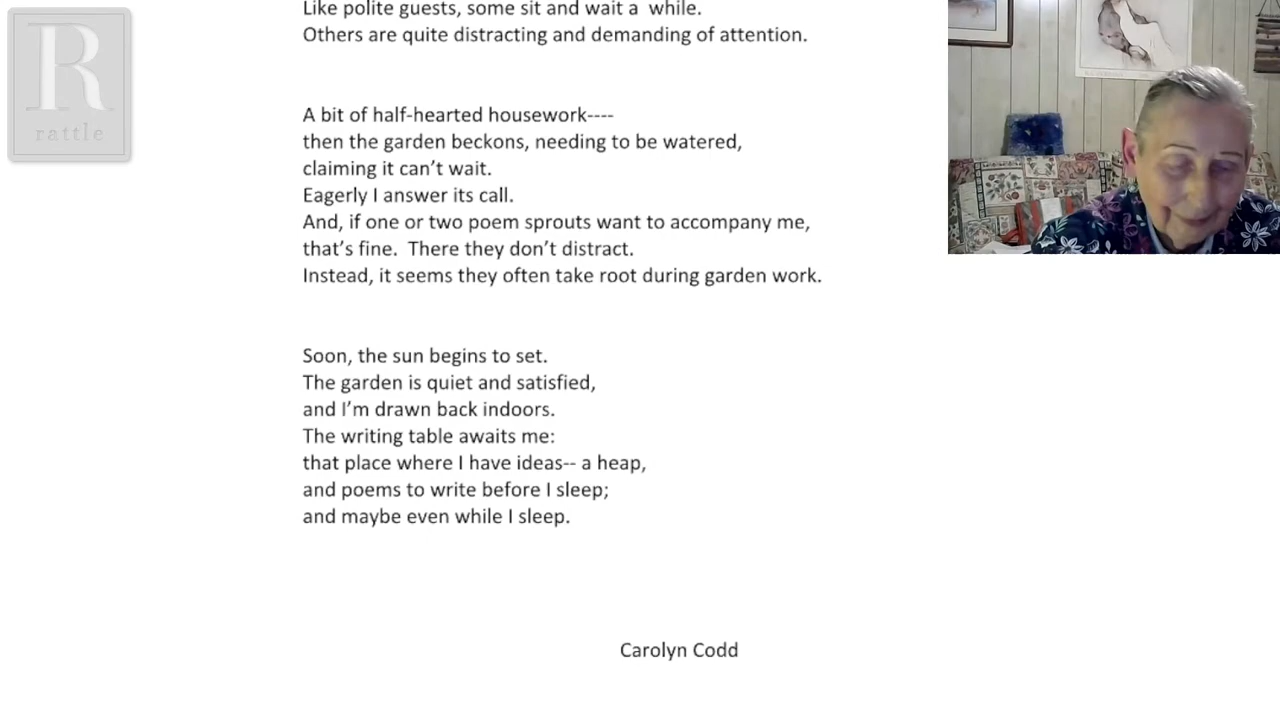 R
rattle
Like polite guests, some sit and wait a  while.
Others are quite distracting and demanding of attention.
A bit of half-hearted housework----
then the garden beckons, needing to be watered,
claiming it can’t wait.
Eagerly I answer its call.
And, if one or two poem sprouts want to accompany me,
that’s fine.  There they don’t distract.
Instead, it seems they often take root during garden work.
Soon, the sun begins to set.
The garden is quiet and satisfied,
and I’m drawn back indoors.
The writing table awaits me:
that place where I have ideas-- a heap,
and poems to write before I sleep;
and maybe even while I sleep.
Carolyn Codd